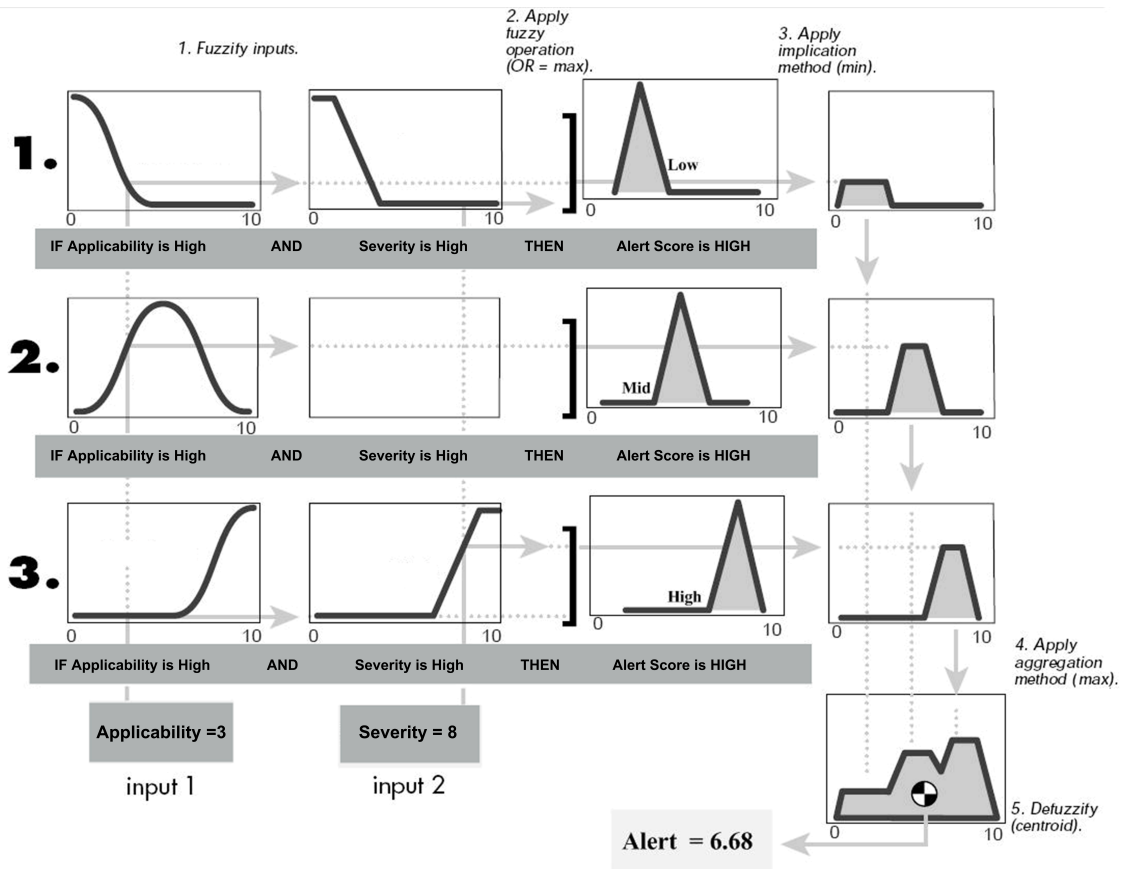 1. Fuzzify inputs.
2. Apply
fuzzy
operation
(OR = max).
3. Apply
implication
method (min).
1.
Low
0 10 0 10 0 10 0 10
IF Applicability is High AND Severity is High THEN Alert Score is HIGH
2.
Mid
0 10 0 10 0 10
IF Applicability is High AND Severity is High THEN Alert Score is HIGH
3.
High
0 10 0 10 0 10 0 10
IF Applicability is High AND Severity is High THEN Alert Score is HIGH
4. Apply
aggregation
method (max).
Applicability =3
Severity = 8
input 1
input 2
0 10
5. Defuzzify
(centroid).
Alert = 6.68